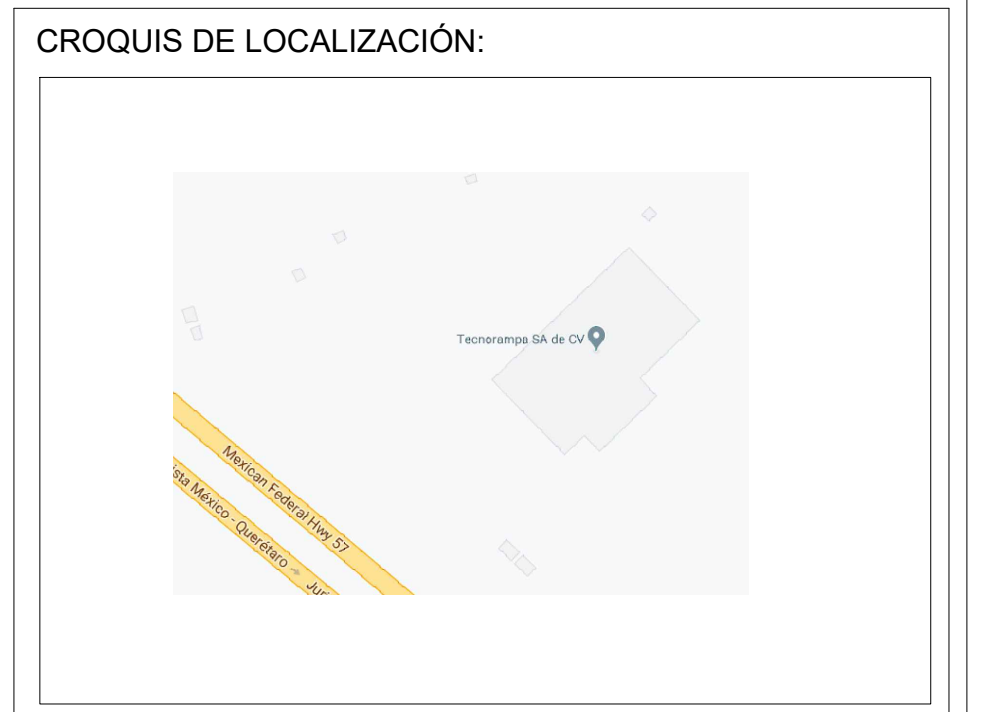 CROQUIS DE LOCALIZACIÓN:
Tecnorampa SA de CV
Mexican Federal Hwy 57
ista México - Querétaro